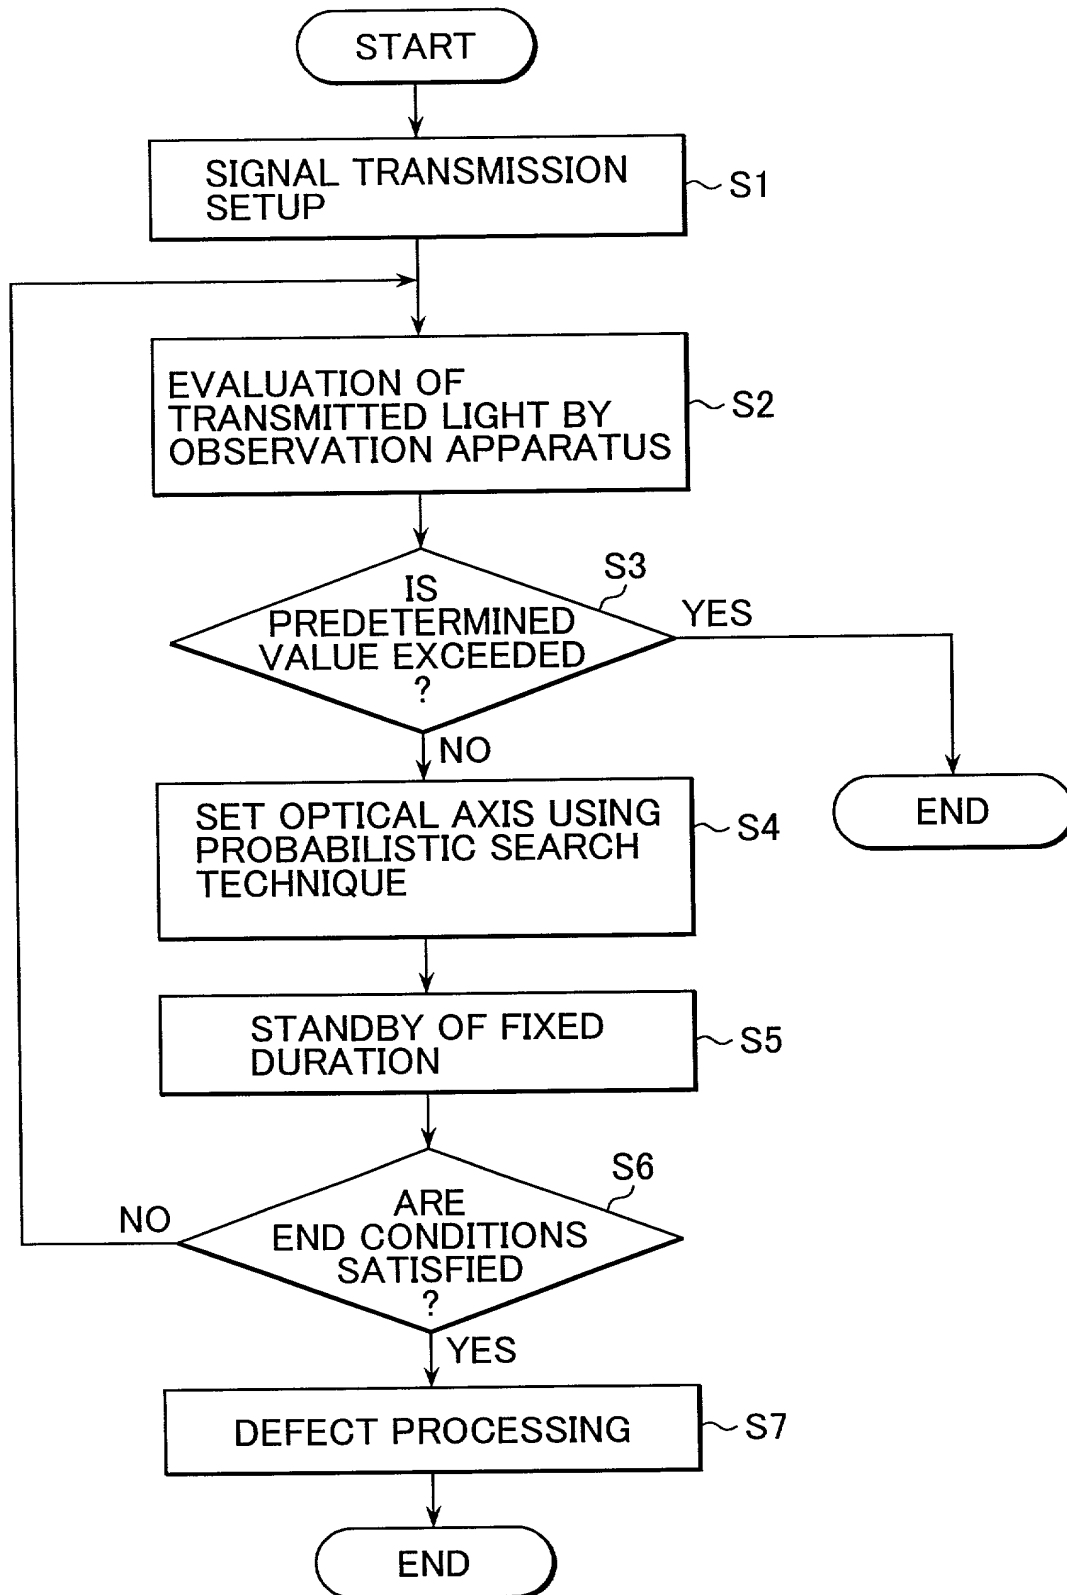 START
SIGNAL TRANSMISSION
SETUP
S1
EVALUATION OF
TRANSMITTED LIGHT BY
OBSERVATION APPARATUS
S2
S3
IS
PREDETERMINED
VALUE EXCEEDED
?
YES
NO
END
SET OPTICAL AXIS USING
PROBABILISTIC SEARCH
TECHNIQUE
S4
STANDBY OF FIXED
DURATION
S5
S6
NO
ARE
END CONDITIONS
SATISFIED
?
YES
DEFECT PROCESSING
S7
END